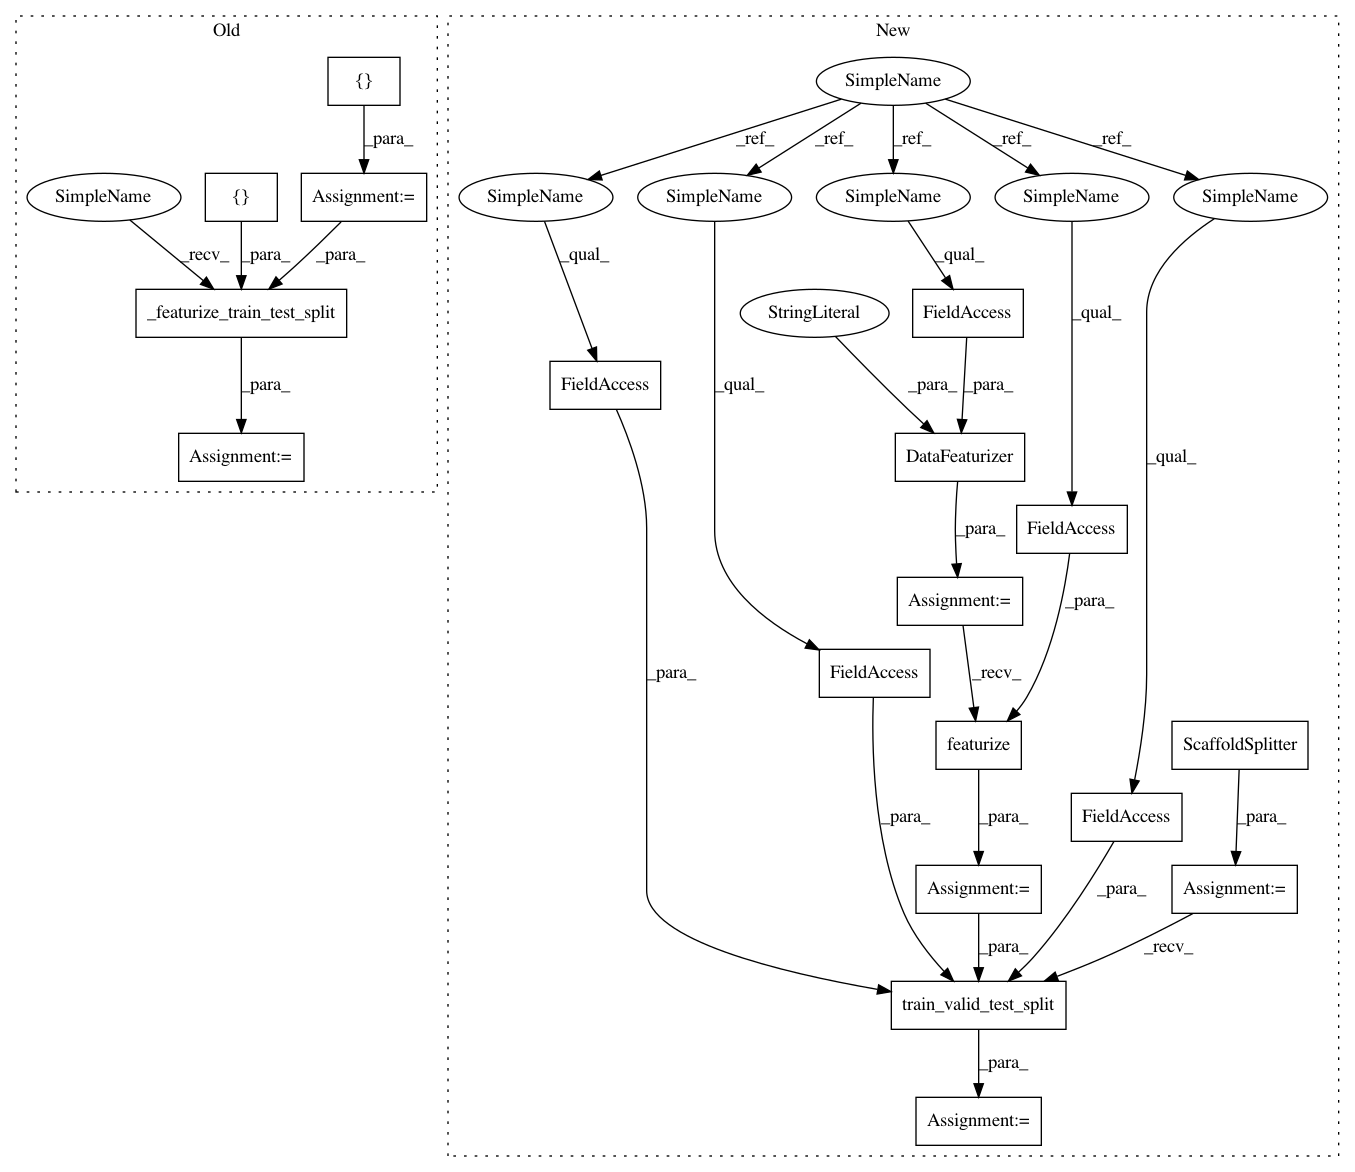 Old
{}
_para_
SimpleName
{}
Assignment:=
_recv_
_para_
_para_
_featurize_train_test_split
_para_
Assignment:=
New
SimpleName
_ref_
_ref_
_ref_
_ref_
_ref_
SimpleName
SimpleName
SimpleName
SimpleName
SimpleName
_qual_
_qual_
StringLiteral
FieldAccess
_qual_
FieldAccess
_qual_
_para_
_para_
DataFeaturizer
_qual_
FieldAccess
_para_
Assignment:=
_para_
_para_
FieldAccess
_recv_
featurize
ScaffoldSplitter
_para_
_para_
FieldAccess
_para_
Assignment:=
_para_
Assignment:=
_para_
_recv_
train_valid_test_split
_para_
Assignment:=